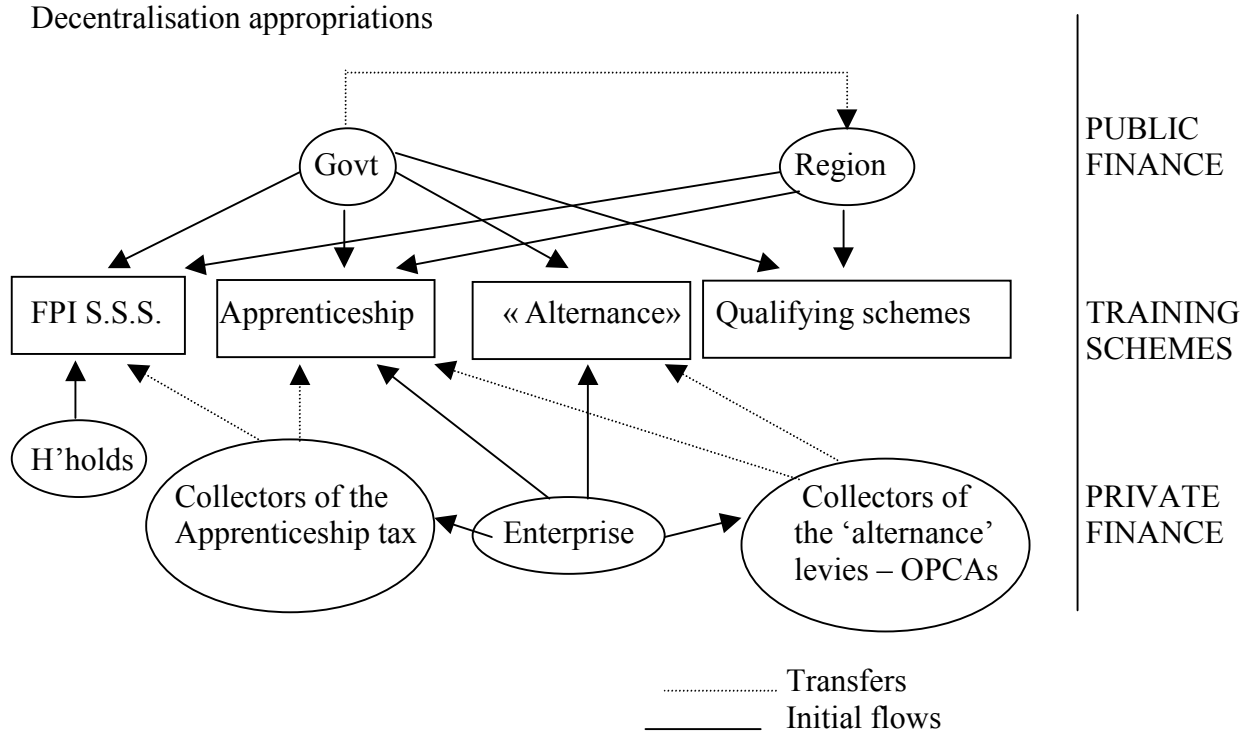 Decentralisation appropriations
Govt
Region
PUBLIC
FINANCE
FPI S.S.S.
Apprenticeship
« Alternance»
Qualifying schemes
TRAINING
SCHEMES
H’holds
Collectors of the
Apprenticeship tax
Enterprise
Collectors of
the ‘alternance’
levies – OPCAs
PRIVATE
FINANCE
Transfers
Initial flows